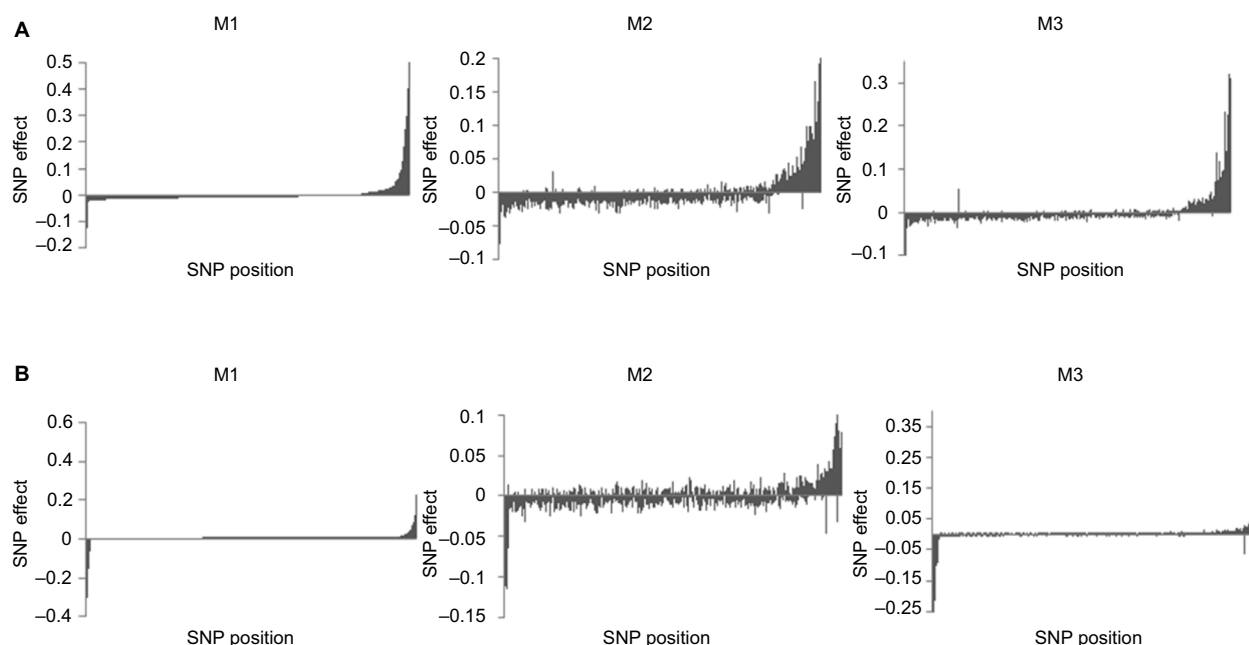 A
M1
M2
M3
SNP effect
0.5
0.4
0.3
0.2
0.1
0
–0.1
–0.2
SNP position
SNP effect
0.2
0.15
0.1
0.05
0
–0.05
–0.1
SNP position
SNP effect
0.3
0.2
0.1
0
–0.1
SNP position
B
M1
M2
M3
SNP effect
0.6
0.4
0.2
0
–0.2
–0.4
SNP position
SNP effect
0.1
0.05
0
–0.05
–0.1
–0.15
SNP position
SNP effect
0.35
0.25
0.15
0.05
–0.05
–0.15
–0.25
SNP position